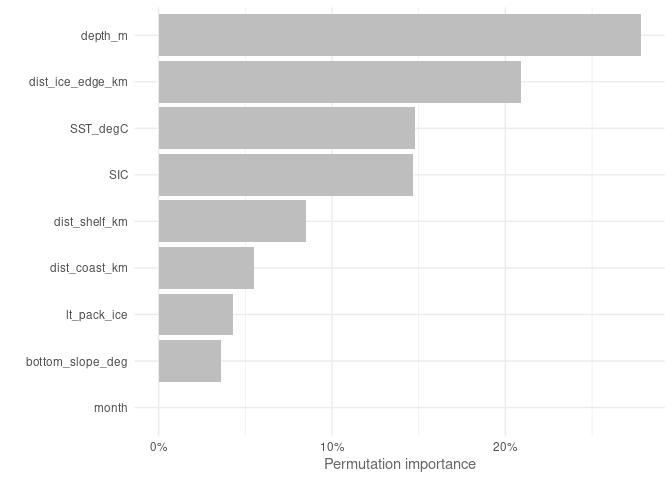 depth_m
dist_ice_edge_km
SST_degC
SIC
dist_shelf_km
dist_coast_km
lt_pack_ice
bottom_slope_deg
month
0% 10% 20%
Permutation importance